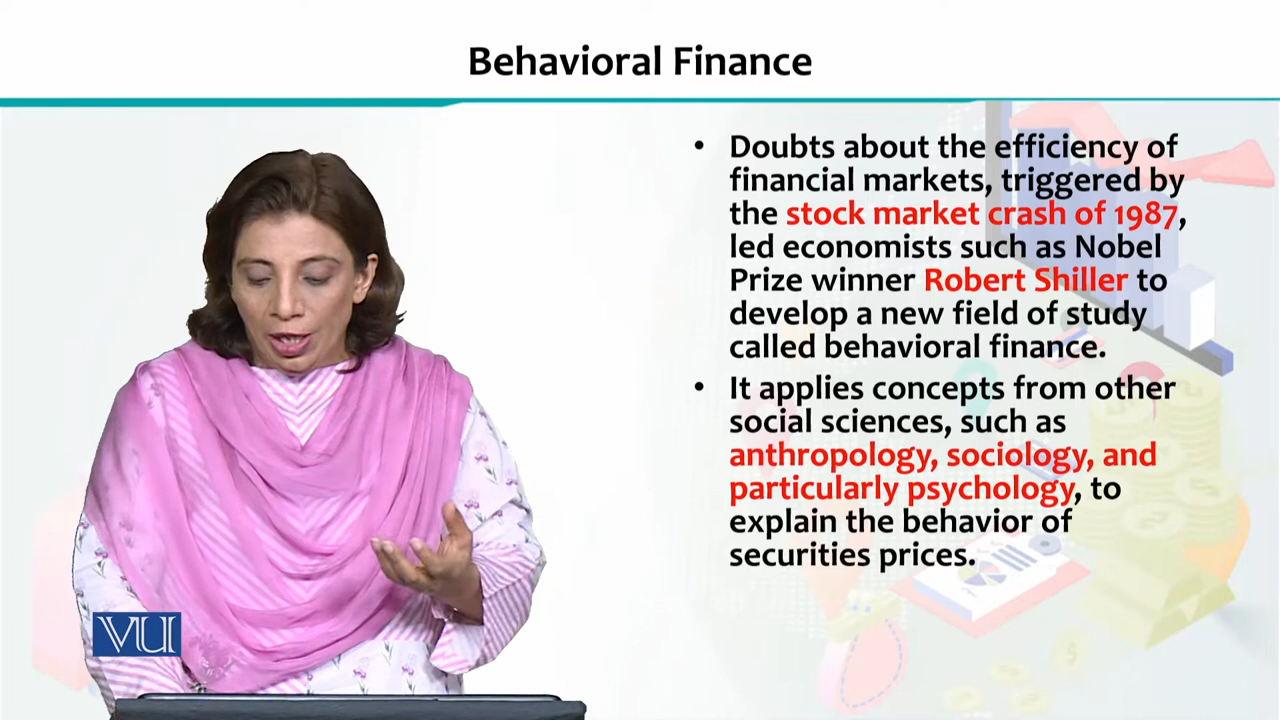 Behavioral Finance
• Doubts about the efficiency of
financial markets, triggered by
the stock market crash of 1987,
led economists such as Nobel
Prize winner Robert Shiller to
develop a new field of study
called behavioral finance.
• It applies concepts from other
social sciences, such as
anthropology, sociology, and
particularly psychology, to
explain the behavior of
securities prices.
VU